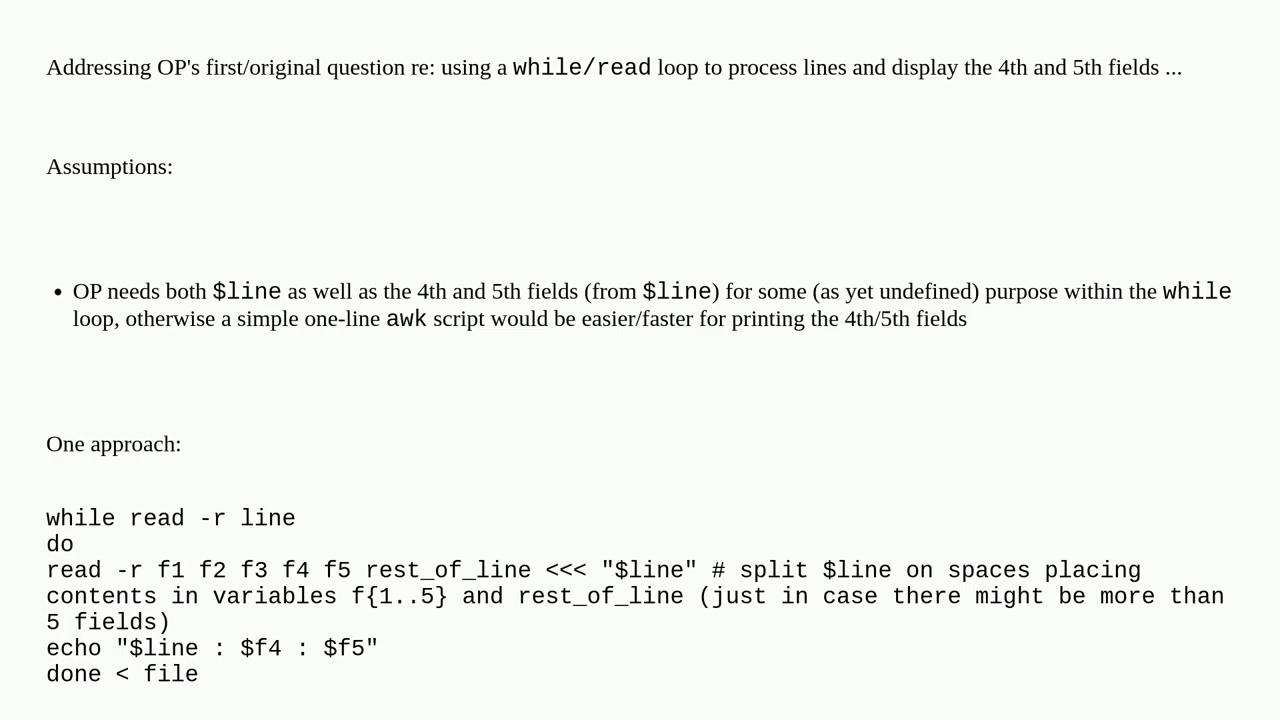 Addressing OP's first/original question re: using a while/read loop to process lines and display the 4th and 5th fields ...
Assumptions:
• OP needs both $line as well as the 4th and 5th fields (from $line) for some (as yet undefined) purpose within the while
loop, otherwise a simple one-line awk script would be easier/faster for printing the 4th/5th fields
One approach:
while read -r line
do
read -r f1 f2 f3 f4 f5 rest_of_line <<< "$line" # split $line on spaces placing
contents in variables f{1..5} and rest_of_line (just in case there might be more than
5 fields)
echo "$line : $f4 : $f5"
done < file